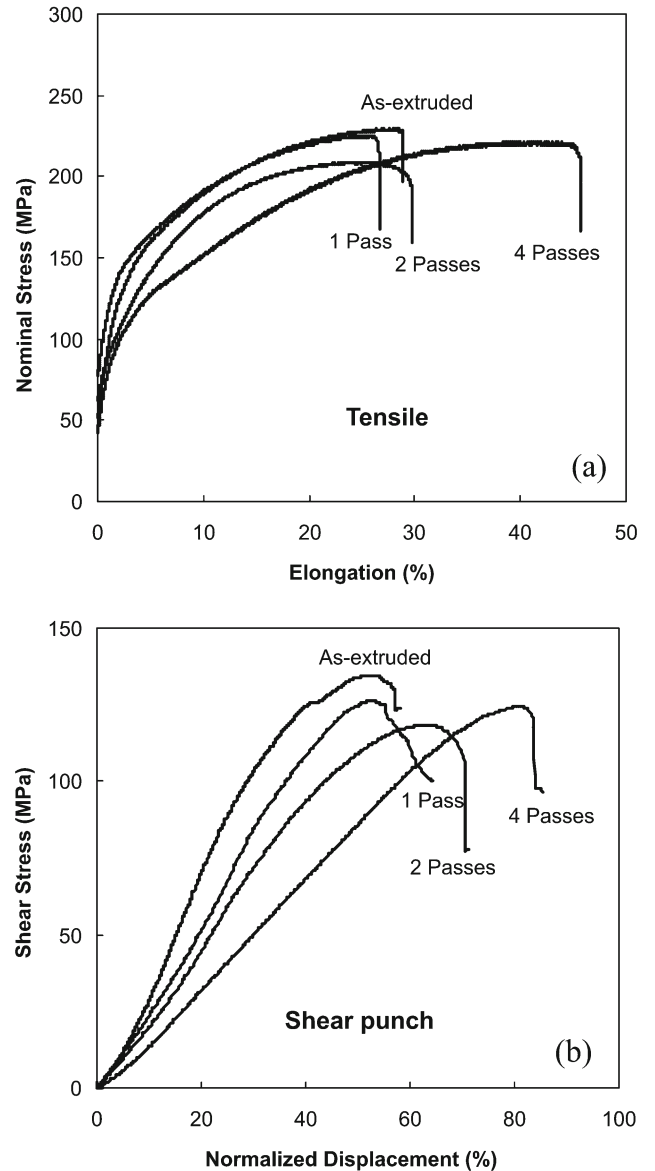 300
250
As-extruded
200
Nominal Stress (MPa)
1 Pass
2 Passes
4 Passes
150
100
Tensile
50
(a)
0
0 10 20 30 40 50
Elongation (%)
150
As-extruded
100
1 Pass
4 Passes
Shear Stress (MPa)
2 Passes
50
Shear punch
(b)
0
0 20 40 60 80 100
Normalized Displacement (%)